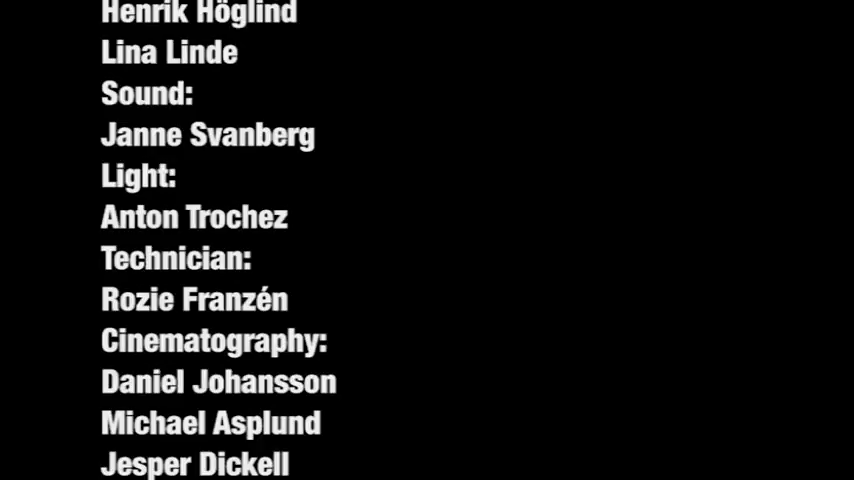 Henrik Höglind
Lina Linde
Sound:
Janne Svanberg
Light:
Anton Trochez
Technician:
Rozie Franzén
Cinematography:
Daniel Johansson
Michael Asplund
Jesper Dickell